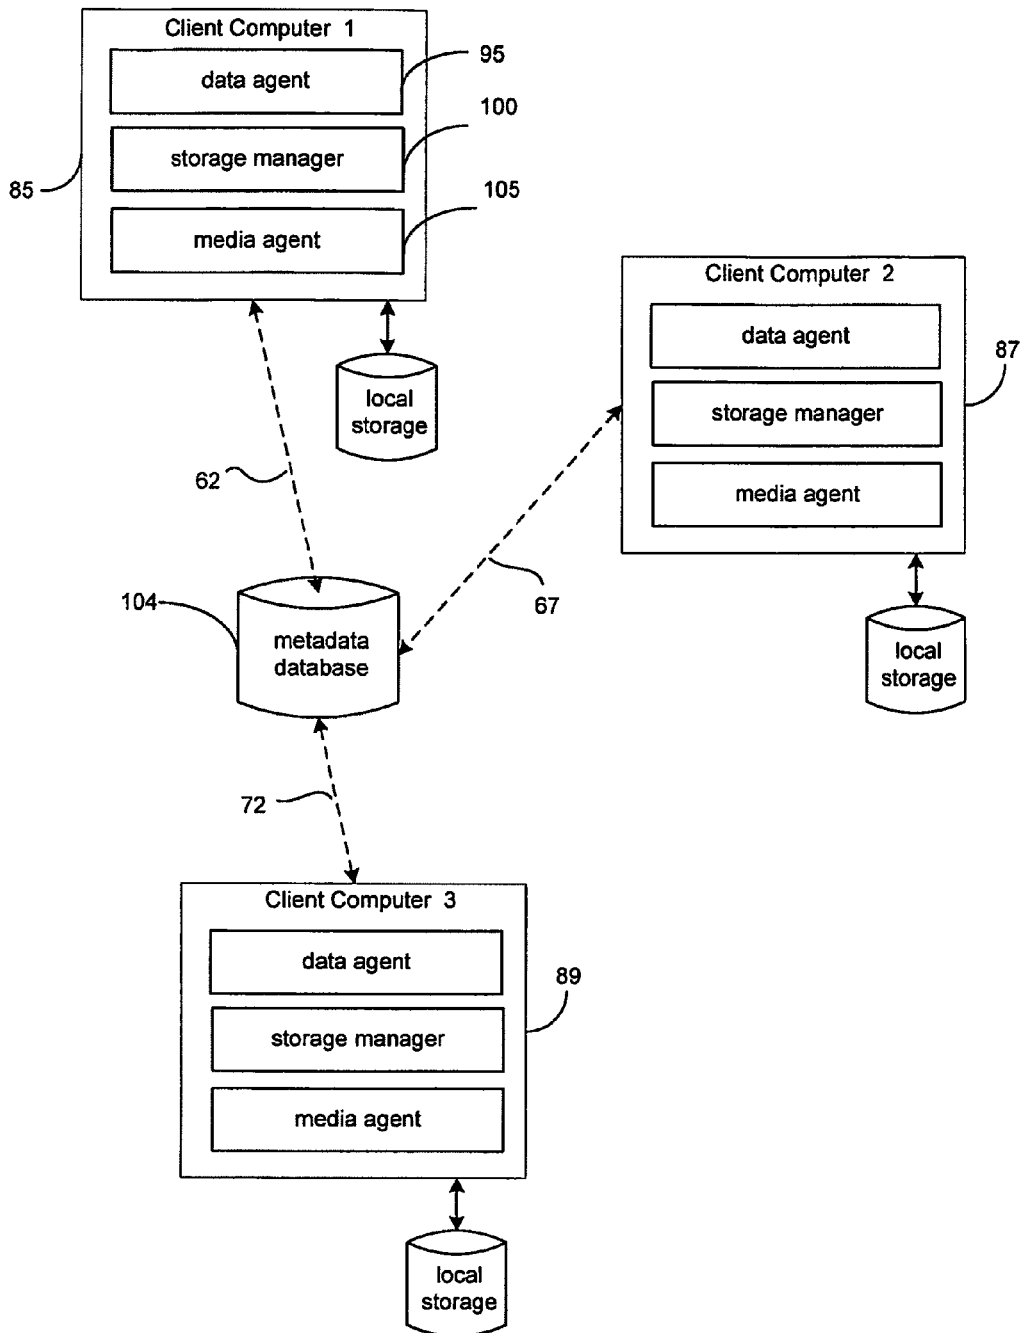 Client Computer 1
data agent
95
storage manager
100
media agent
105
85
local
storage
Client Computer 2
data agent
storage manager
media agent
87
local
storage
62
67
104
metadata
database
72
Client Computer 3
data agent
storage manager
media agent
89
local
storage